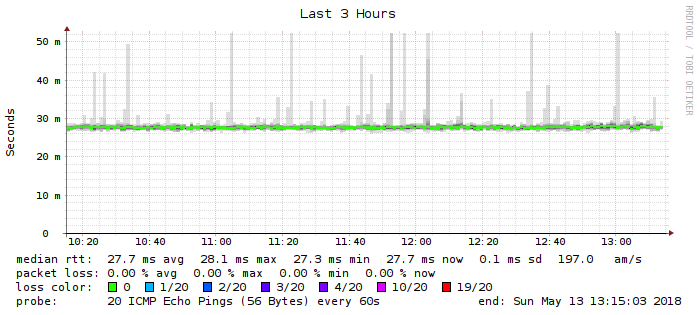 Last 3 Hours
RRDTOOL / TOBI OETIKER
Seconds
50 m
40 m
30 m
20 m
10 m
0
10:20 10:40 11:00 11:20 11:40 12:00 12:20 12:40 13:00
median rtt: 27.7 ms avg 28.1 ms max 27.3 ms min 27.7 ms now 0.1 ms sd 197.0 am/s
packet loss: 0.00 % avg 0.00 % max 0.00 % min 0.00 % now
loss color: 0 1/20 2/20 3/20 4/20 10/20 19/20
probe: 20 ICMP Echo Pings (56 Bytes) every 60s end: Sun May 13 13:15:03 2018